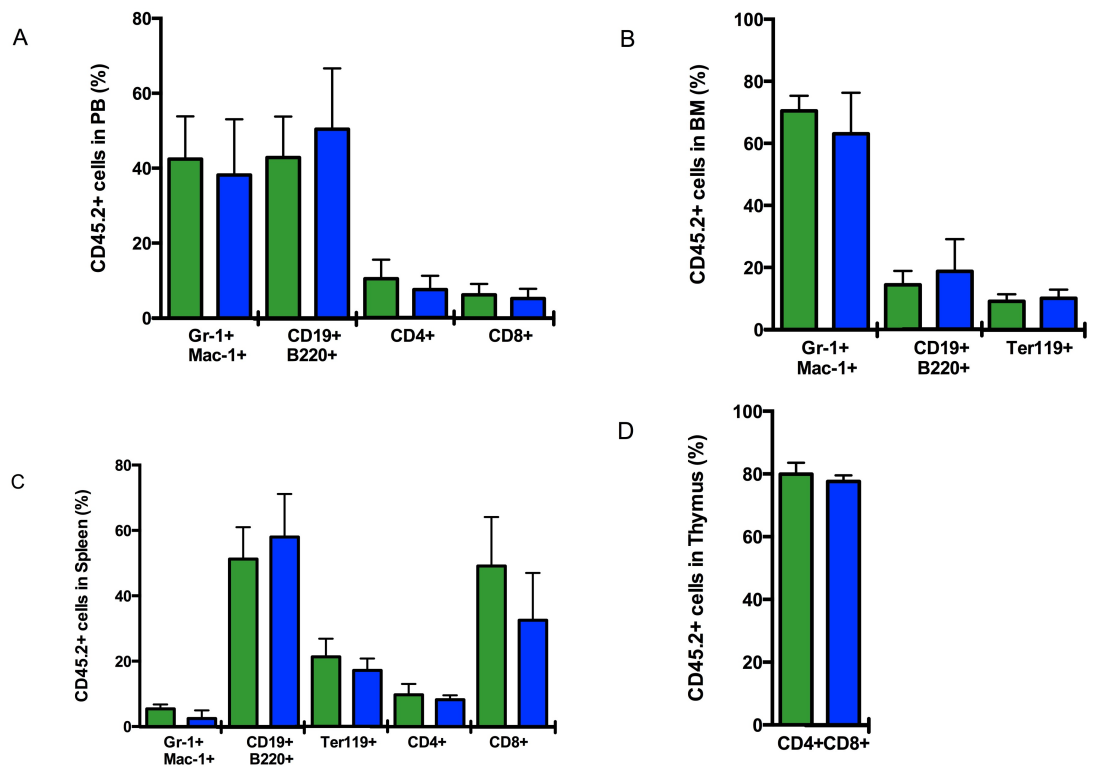 A
CD45.2+ cells in PB (%)
80
60
40
20
0
Gr-1+ CD19+ CD4+ CD8+
Mac-1+ B220+
B
CD45.2+ cells in BM (%)
100
80
60
40
20
0
Gr-1+ CD19+ Ter119+
Mac-1+ B220+
C
CD45.2+ cells in Spleen (%)
80
60
40
20
0
Gr-1+ CD19+ Ter119+ CD4+ CD8+
Mac-1+ B220+
D
CD45.2+ cells in Thymus (%)
100
80
60
40
20
0
CD4+CD8+